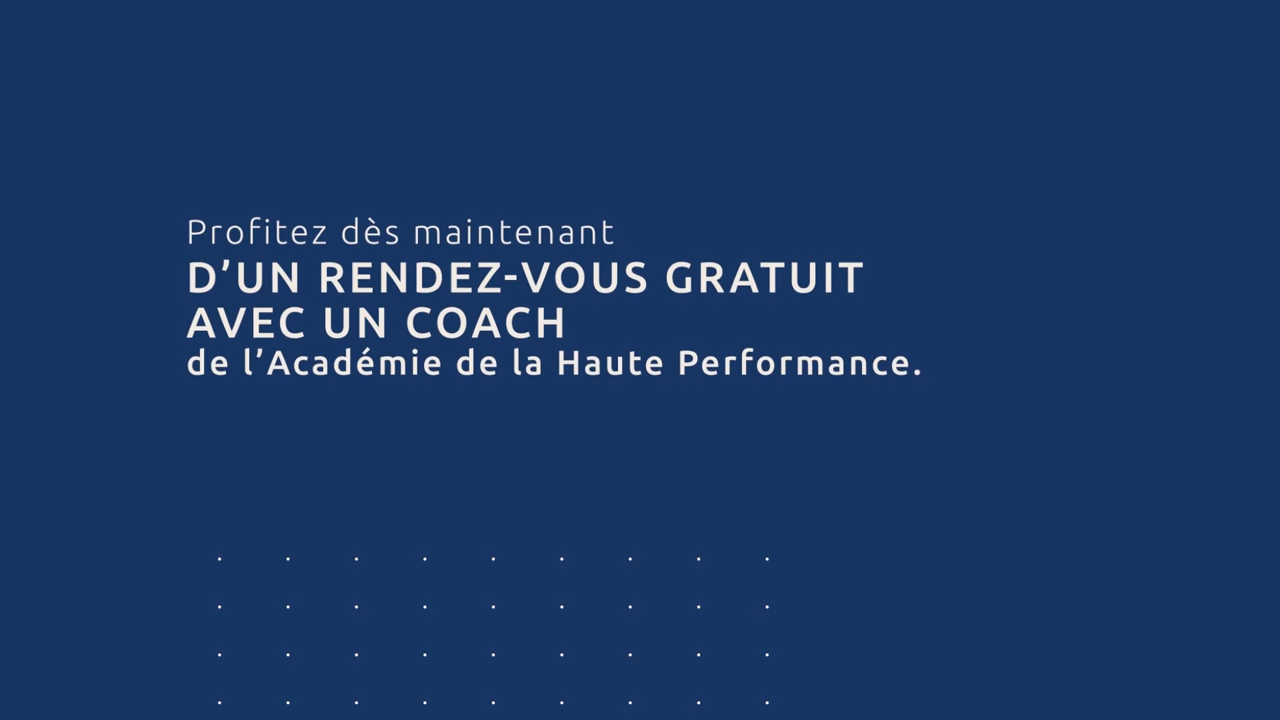 Profitez dès maintenant
D’UN RENDEZ-VOUS GRATUIT
AVEC UN COACH
de l’Académie de la Haute Performance.